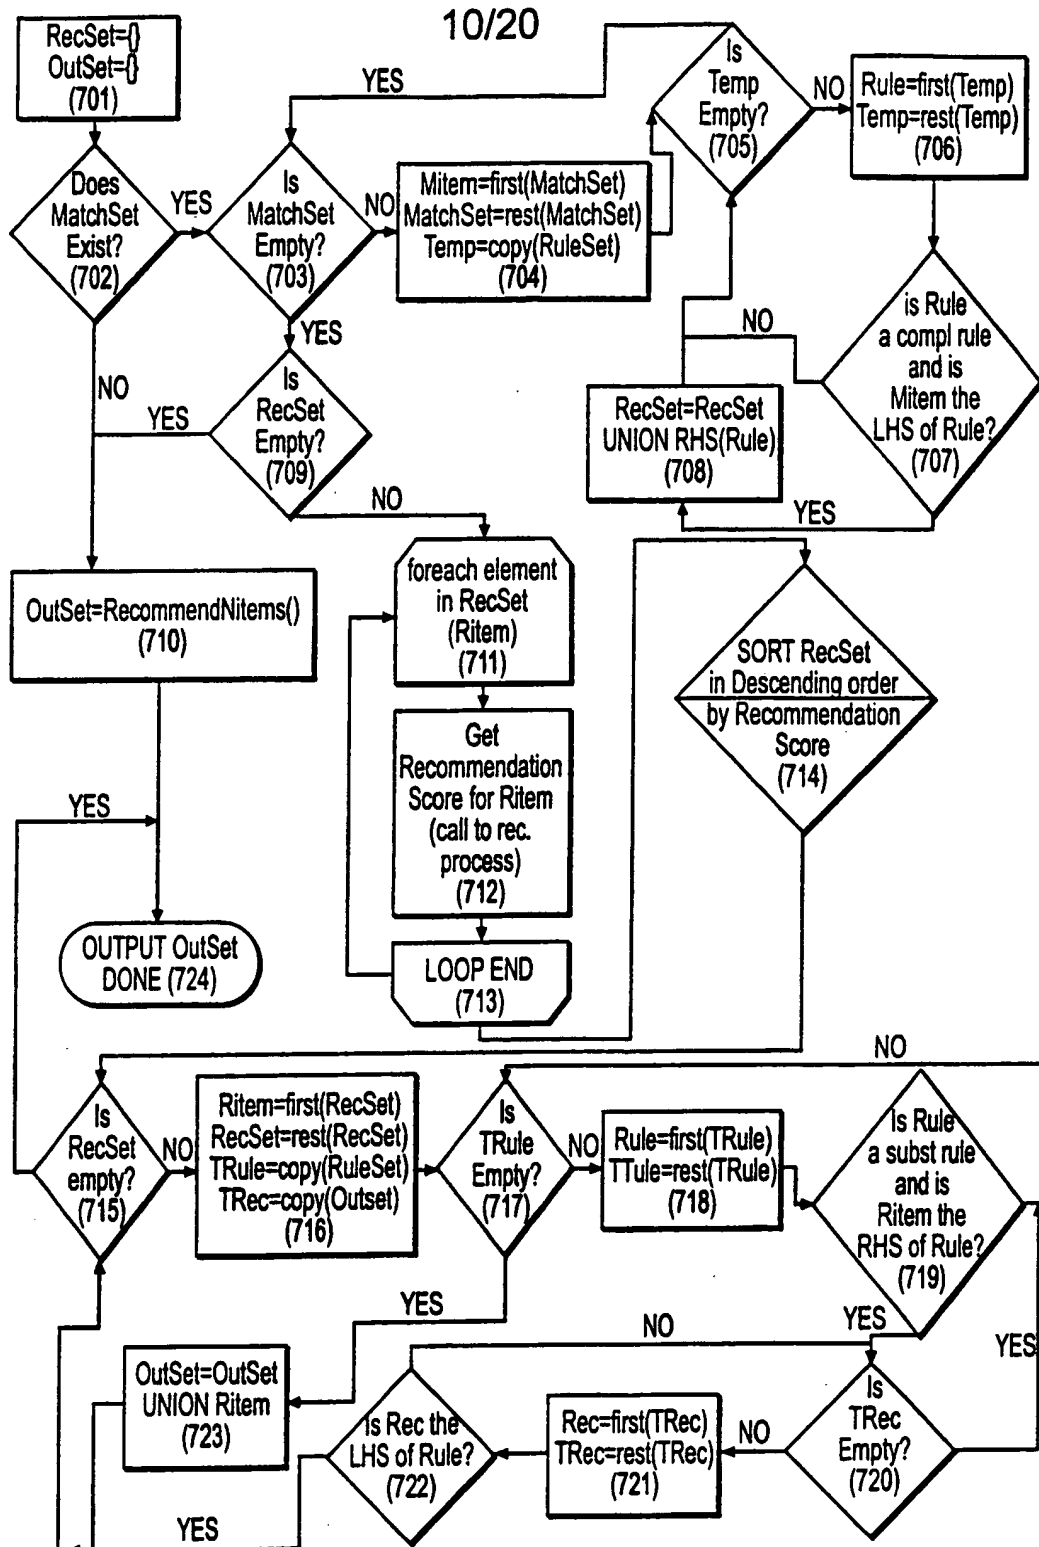 10/20
RecSet={}
OutSet={}
(701)
Does
MatchSet
Exist?
(702)
YES
NO
Is
MatchSet
Empty?
(703)
YES
NO
YES
Mitem=first(MatchSet)
MatchSet=rest(MatchSet)
Temp=copy(RuleSet)
(704)
Is
Temp
Empty?
(705)
NO
Rule=first(Temp)
Temp=rest(Temp)
(706)
is Rule
a compl rule
and is
Mitem the
LHS of Rule?
(707)
NO
YES
RecSet=RecSet
UNION RHS(Rule)
(708)
Is
RecSet
Empty?
(709)
YES
NO
OutSet=RecommendNitems()
(710)
foreach element
in RecSet
(Ritem)
(711)
Get
Recommendation
Score for Ritem
(call to rec.
process)
(712)
LOOP END
(713)
SORT RecSet
in Descending order
by Recommendation
Score
(714)
YES
OUTPUT OutSet
DONE (724)
Is
RecSet
empty?
(715)
NO
Ritem=first(RecSet)
RecSet=rest(RecSet)
TRule=copy(RuleSet)
TRec=copy(Outset)
(716)
Is
TRule
Empty?
(717)
NO
YES
Rule=first(TRule)
TTule=rest(TRule)
(718)
NO
Is Rule
a subst rule
and is
Ritem the
RHS of Rule?
(719)
YES
YES
Is
TRec
Empty?
(720)
NO
Rec=first(TRec)
TRec=rest(TRec)
(721)
NO
Is Rec the
LHS of Rule?
(722)
YES
OutSet=OutSet
UNION Ritem
(723)